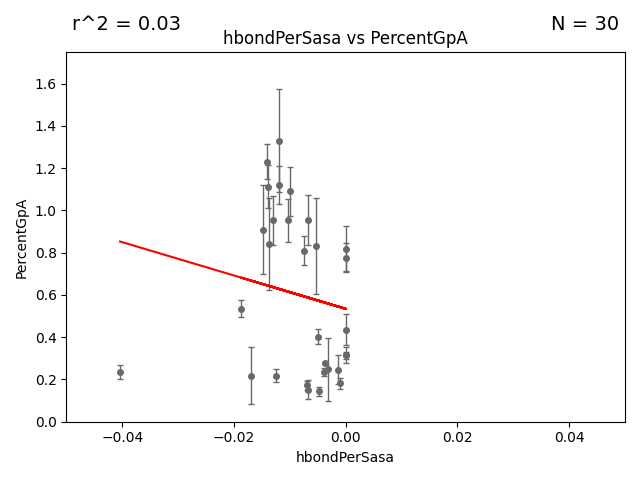 r^2 = 0.03
N = 30
hbondPerSasa vs PercentGpA
PercentGpA
1.6
1.4
1.2
1.0
0.8
0.6
0.4
0.2
0.0
−0.04
−0.02
0.00
0.02
0.04
hbondPerSasa